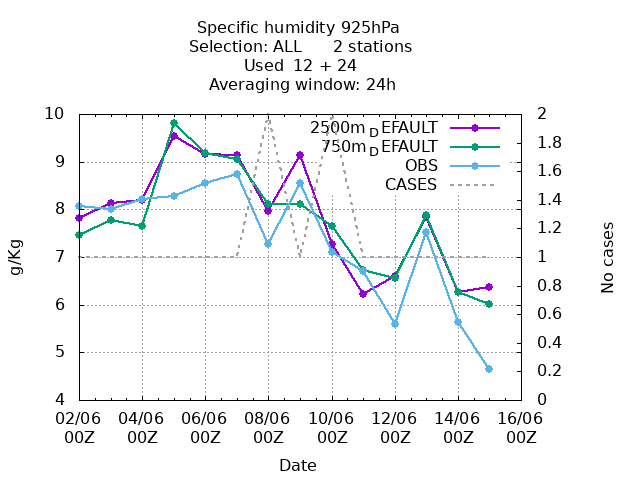 Specific humidity 925hPa
Selection: ALL 2 stations
Used 12 + 24
Averaging window: 24h
2500m_DEFAULT
750m_DEFAULT
OBS
CASES
10
9
8
7
6
5
4
g/Kg
2
1.8
1.6
1.4
1.2
1
0.8
0.6
0.4
0.2
0
No cases
02/06 04/06 06/06 08/06 10/06 12/06 14/06 16/06
00Z 00Z 00Z 00Z 00Z 00Z 00Z 00Z
Date